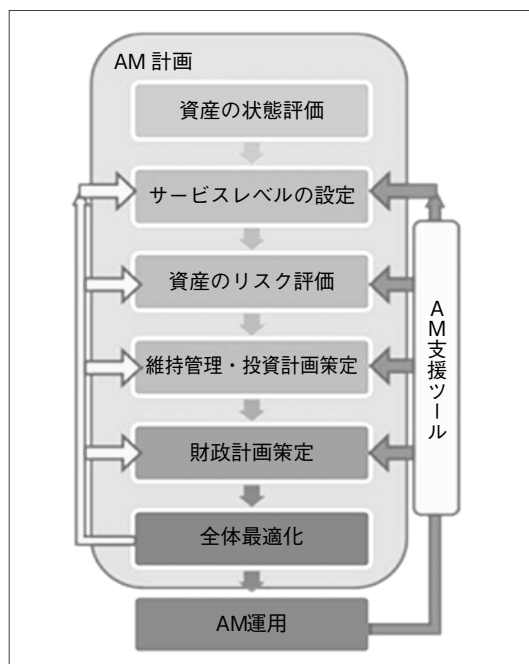 AM 計画
資産の状態評価
サービスレベルの設定
資産のリスク評価
維持管理・投資計画策定
財政計画策定
全体最適化
AM運用
AM支援ツール